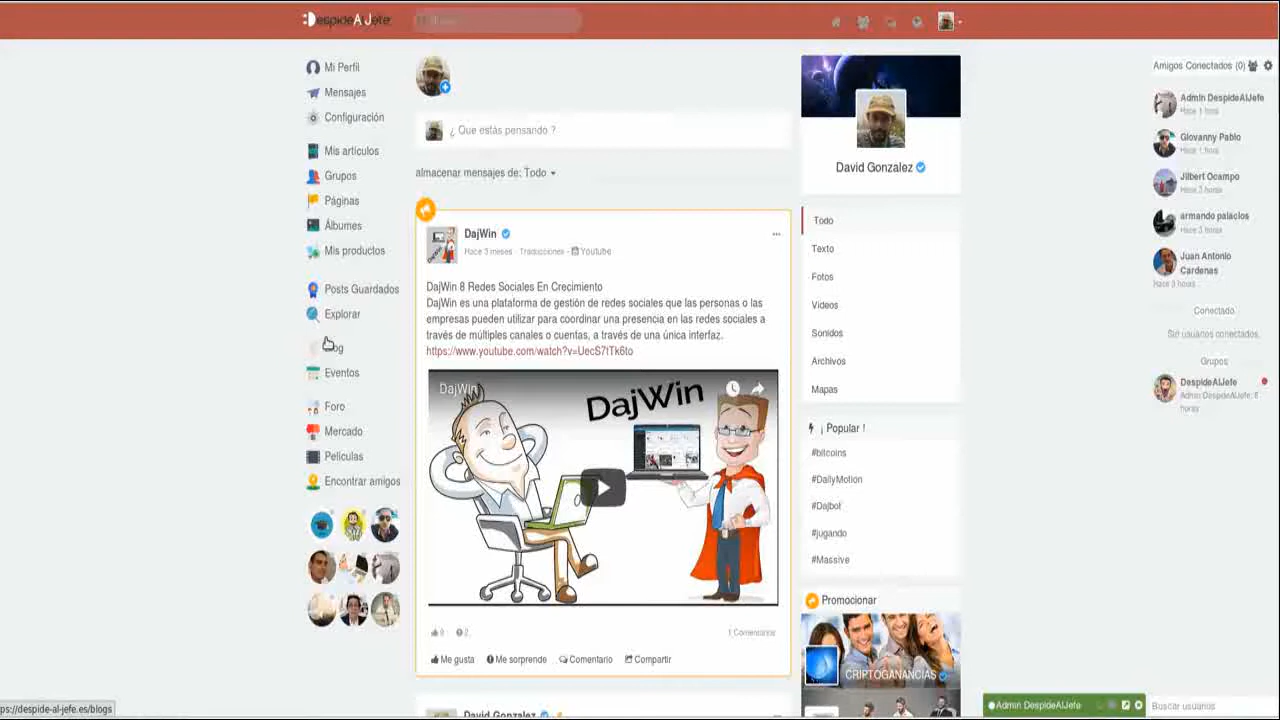 DespideAlJefe
Mi Perfil
Mensajes
Configuración
Mis artículos
Grupos
Páginas
Álbumes
Mis productos
Posts Guardados
Explorar
Eventos
Foro
Mercado
Peliculas
Encontrar amigos
¿ Que estás pensando ?
almacenar mensajes de: Todo
DajWin
Hace 3 meses · Traducciones - Youtube
DajWin 8 Redes Sociales En Crecimiento
DajWin es una plataforma de gestión de redes sociales que las personas o las
empresas pueden utilizar para coordinar una presencia en las redes sociales a
través de múltiples canales o cuentas, a través de una única interfaz.
https://www.youtube.com/watch?v=UecS7tTk6to
DajWin
DajWin
2
1 Comentarios
Me gusta
Me sorprende
Comentario
Compartir
David Gonzalez
David Gonzalez
Todo
Texto
Fotos
Videos
Sonidos
Archivos
Mapas
¡ Popular !
#bitcoins
#DailyMotion
#Dajbot
#jugando
#Massive
Promocionar
CRIPTOGANANCIAS
Amigos Conectados (0)
Admin DespideAlJefe
Hace 1 hora
Giovanny Pablo
Hace 1 hora
Jilbert Ocampo
Hace 3 horas
armando palacios
Hace 3 horas
Juan Antonio
Cardenas
Hace 3 horas
Conectado
Sin usuarios conectados.
Grupos
DespideAlJefe
Admin DespideAlJefe: 6
horas
Admin DespideAlJefe
Buscar usuarios
ps://despide-al-jefe.es/blogs